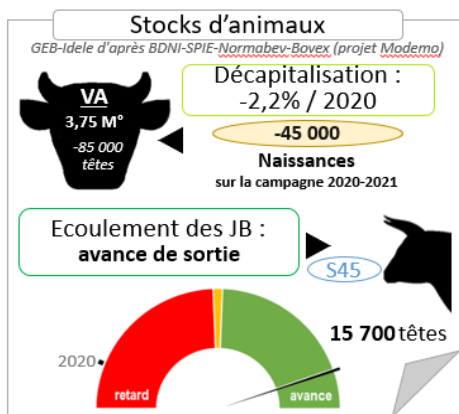 Stocks d’animaux
GEB-Idele d'après BDNI-SPIE-Normabev-Bovex (projet Modemo)
VA
3,75 M°
-85 000
têtes
Décapitalisation :
-2,2% / 2020
-45 000
Naissances
sur la campagne 2020-2021
Ecoulement des JB :
avance de sortie
S45
15 700 têtes
2020
retard
avance